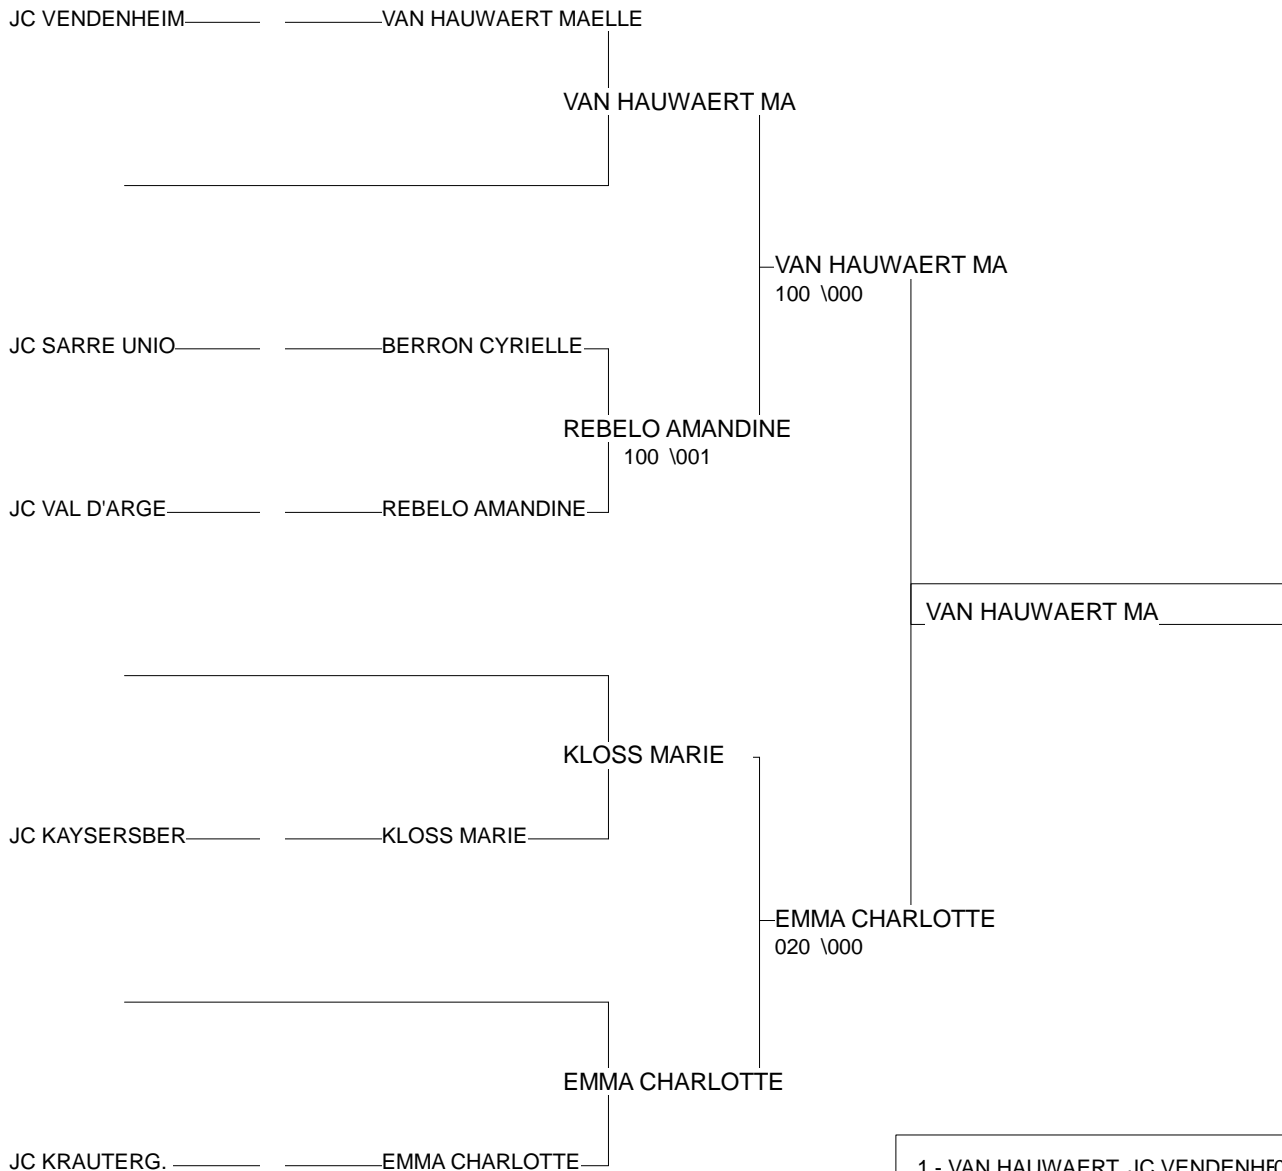 JC VENDENHEIM VAN HAUWAERT MAELLE
VAN HAUWAERT MA
VAN HAUWAERT MA
100 \000
JC SARRE UNIO BERRON CYRIELLE
REBELO AMANDINE
100 \001
JC VAL D'ARGE REBELO AMANDINE
VAN HAUWAERT MA
KLOSS MARIE
JC KAYSERSBER KLOSS MARIE
EMMA CHARLOTTE
020 \000
EMMA CHARLOTTE
JC KRAUTERG. EMMA CHARLOTTE
1 - VAN HAUWAERT JC